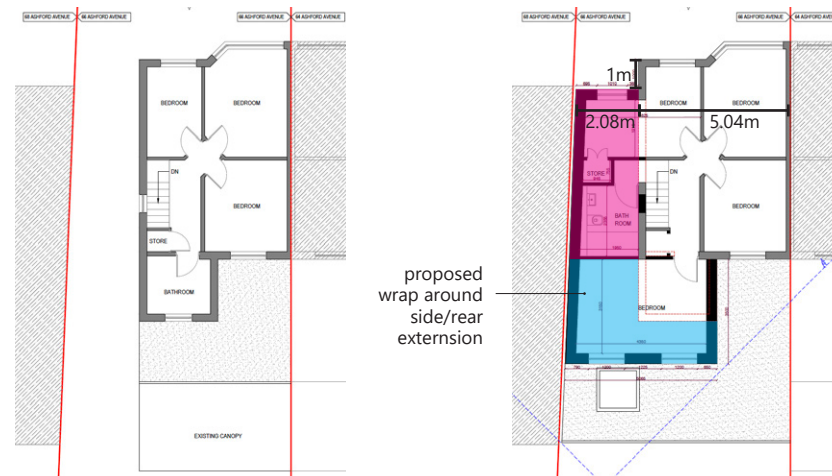 68 ASHFORD AVENUE
66 ASHFORD AVENUE
66 ASHFORD AVENUE
64 ASHFORD AVENUE
BEDROOM
BEDROOM
DN
BEDROOM
STORE
BATHROOM
EXISTING CANOPY
68 ASHFORD AVENUE
66 ASHFORD AVENUE
66 ASHFORD AVENUE
64 ASHFORD AVENUE
1m
BEDROOM
BEDROOM
2.08m
5.04m
STORE
DN
BATH
ROOM
BEDROOM
proposed
wrap around
side/rear
externsion
BEDROOM